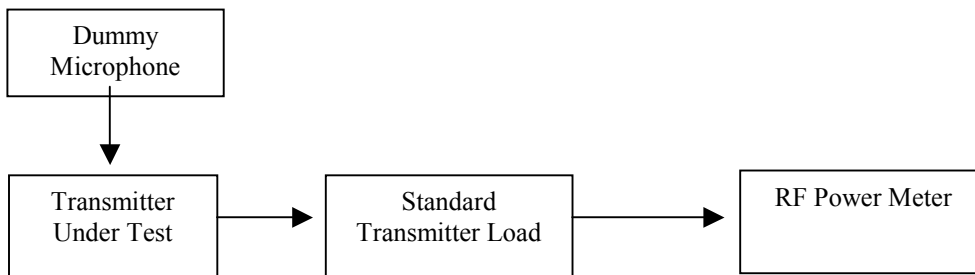 Dummy
Microphone
Transmitter
Under Test
Standard
Transmitter Load
RF Power Meter